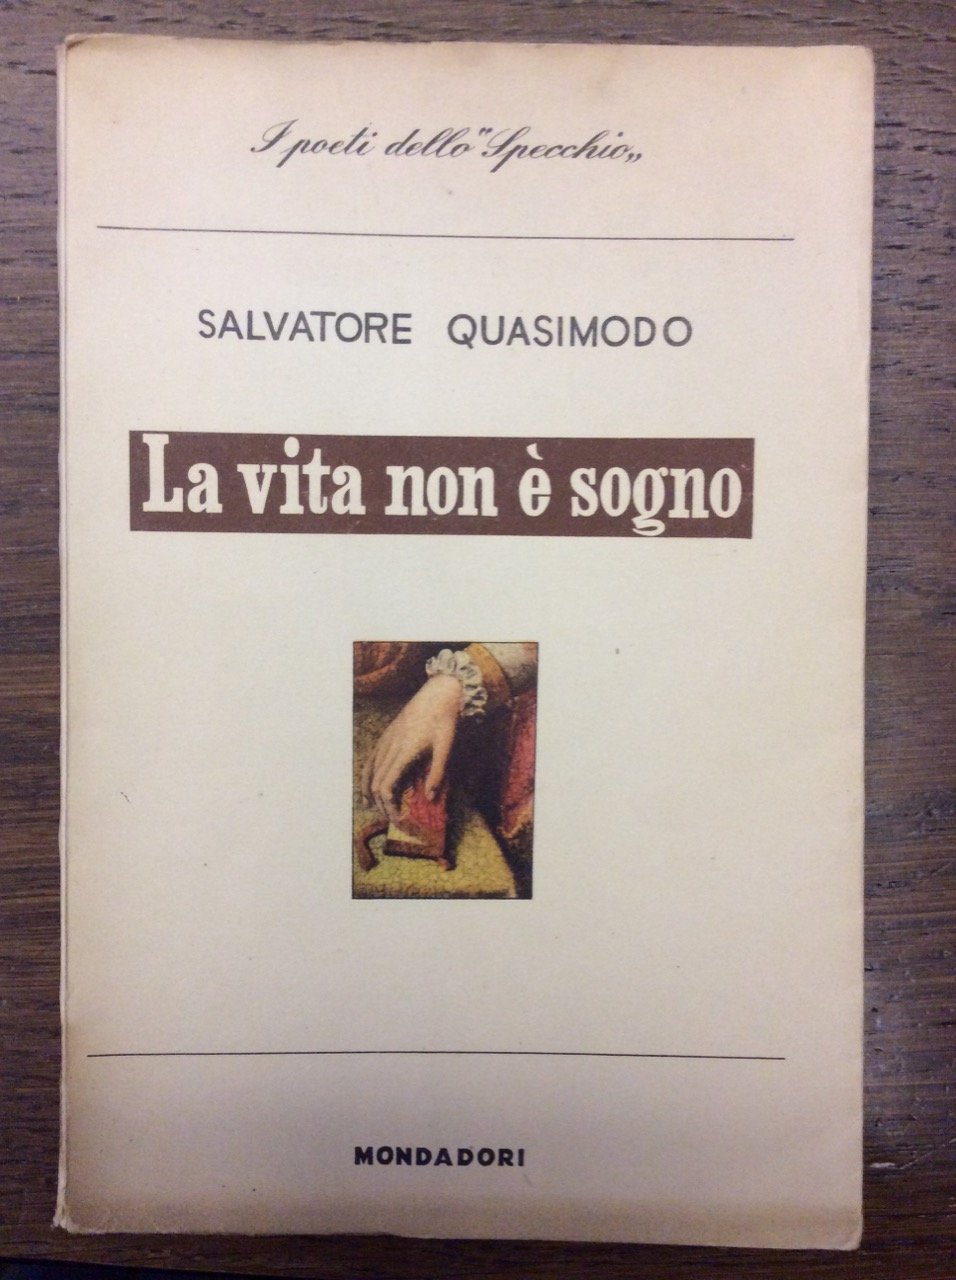 I poeti dello "Specchio„
SALVATORE QUASIMODO
La vita non è sogno
MONDADORI